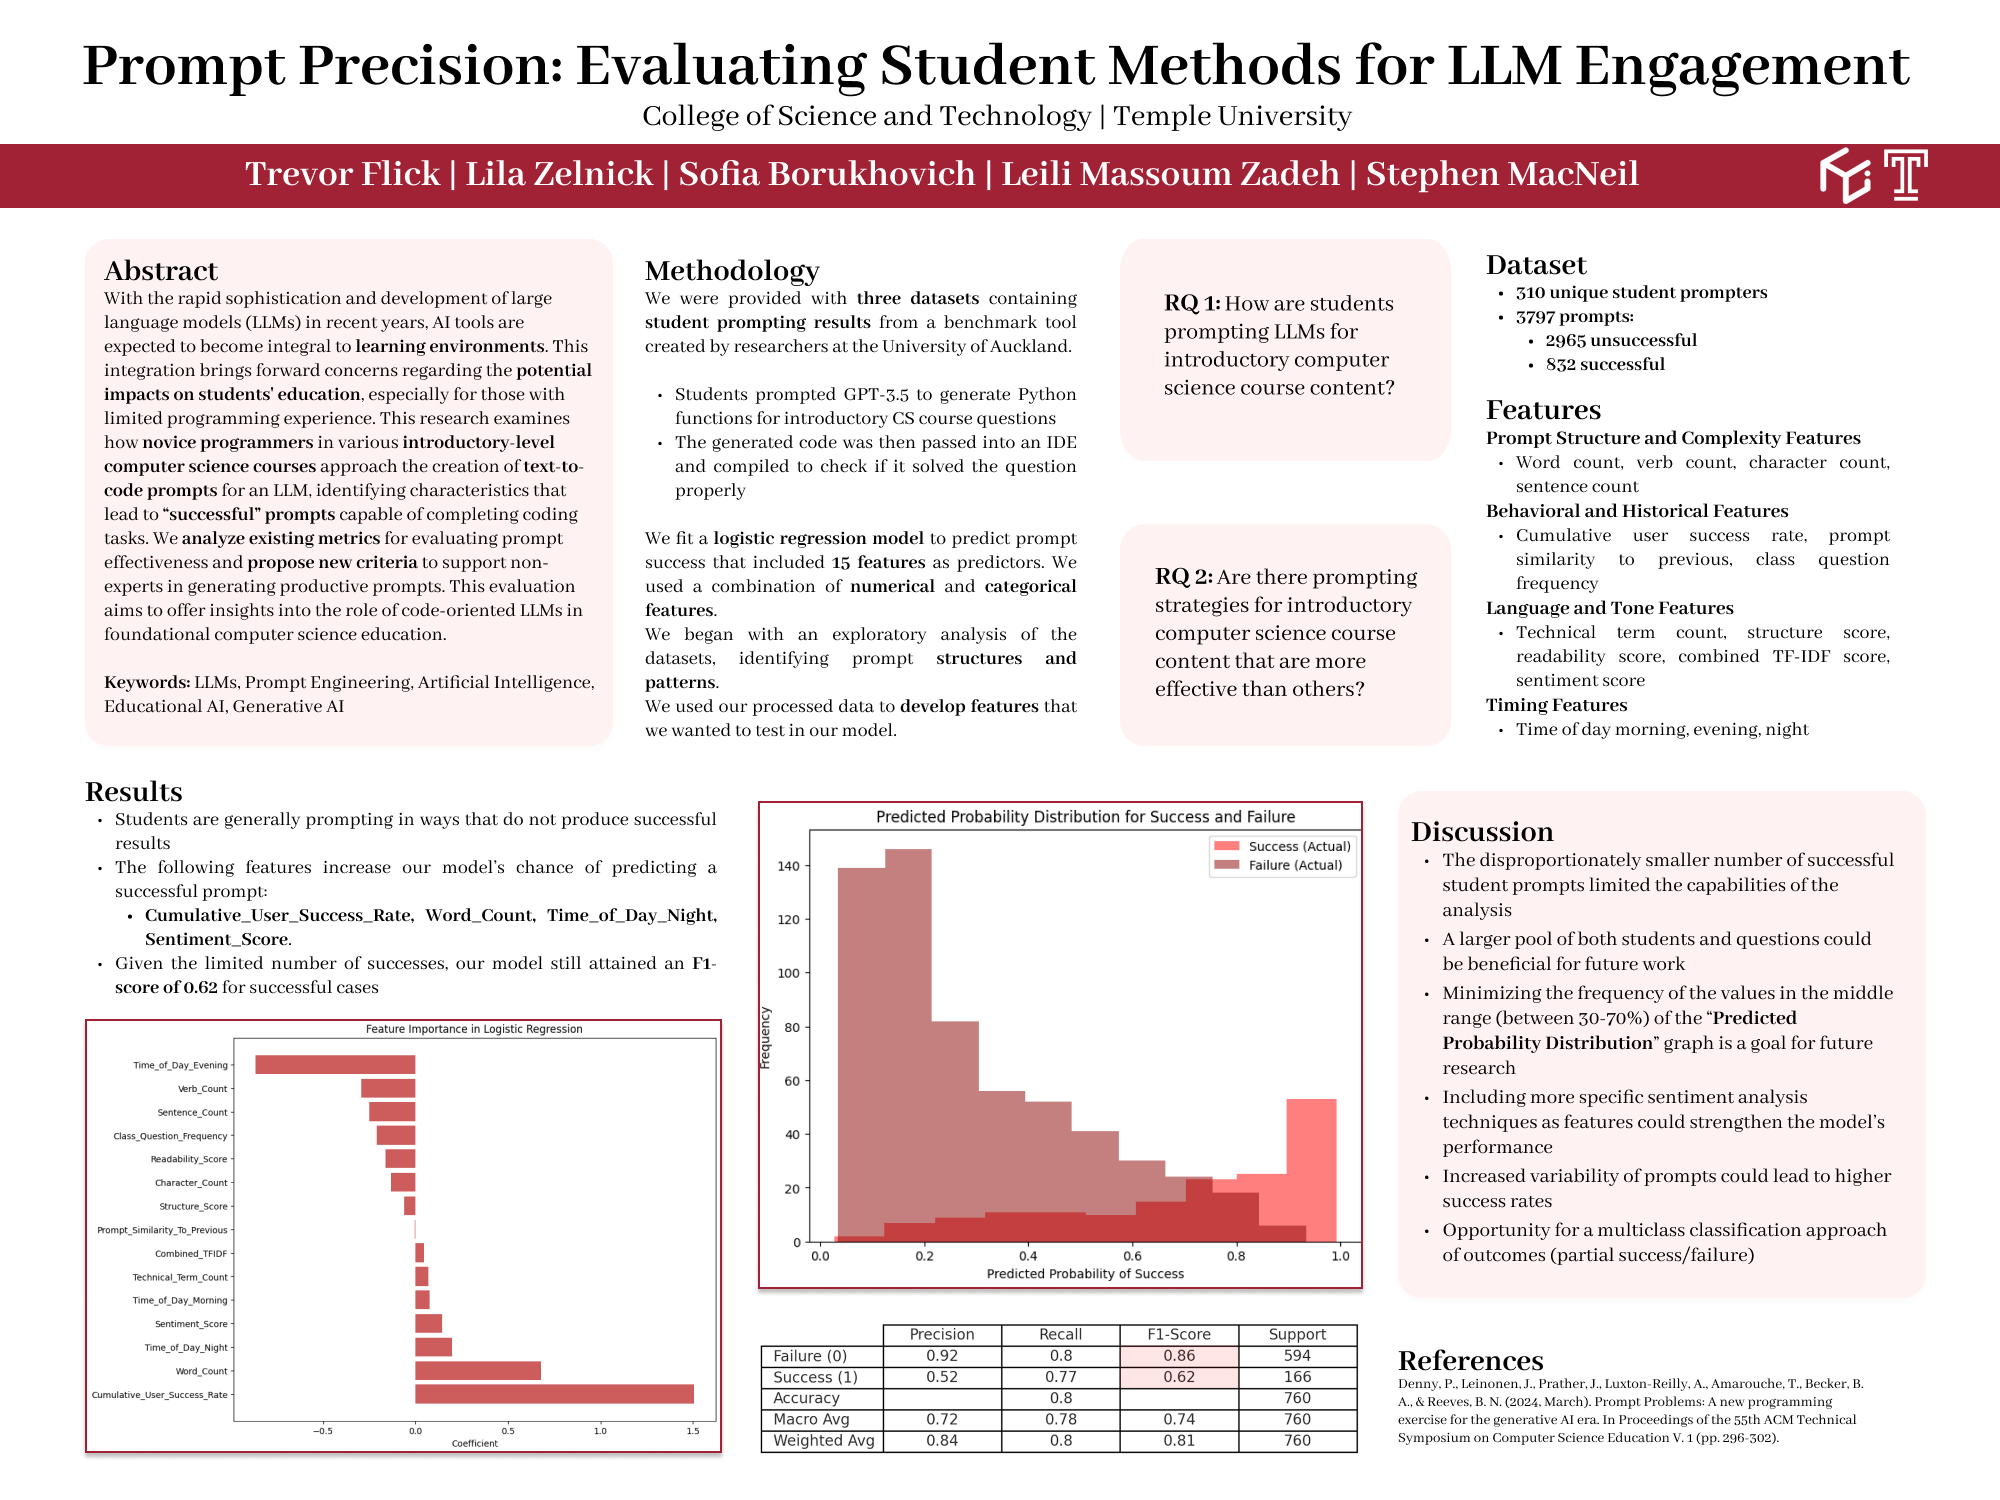 Prompt Precision: Evaluating Student Methods for LLM Engagement
College of Science and Technology | Temple University
Trevor Flick | Lila Zelnick | Sofia Borukhovich | Leili Massoum Zadeh | Stephen MacNeil
Abstract
With the rapid sophistication and development of large
language models (LLMs) in recent years, AI tools are
expected to become integral to learning environments. This
integration brings forward concerns regarding the potential
impacts on students' education, especially for those with
limited programming experience. This research examines
how novice programmers in various introductory-level
computer science courses approach the creation of text-to-
code prompts for an LLM, identifying characteristics that
lead to “successful” prompts capable of completing coding
tasks. We analyze existing metrics for evaluating prompt
effectiveness and propose new criteria to support non-
experts in generating productive prompts. This evaluation
aims to offer insights into the role of code-oriented LLMs in
foundational computer science education.
Keywords: LLMs, Prompt Engineering, Artificial Intelligence,
Educational AI, Generative AI
Methodology
We were provided with three datasets containing
student prompting results from a benchmark tool
created by researchers at the University of Auckland.
• Students prompted GPT-3.5 to generate Python
functions for introductory CS course questions
• The generated code was then passed into an IDE
and compiled to check if it solved the question
properly
We fit a logistic regression model to predict prompt
success that included 15 features as predictors. We
used a combination of numerical and categorical
features.
We began with an exploratory analysis of the
datasets, identifying prompt structures and
patterns.
We used our processed data to develop features that
we wanted to test in our model.
RQ 1: How are students
prompting LLMs for
introductory computer
science course content?
RQ 2: Are there prompting
strategies for introductory
computer science course
content that are more
effective than others?
Dataset
• 310 unique student prompters
• 3797 prompts:
• 2965 unsuccessful
• 832 successful
Features
Prompt Structure and Complexity Features
• Word count, verb count, character count,
sentence count
Behavioral and Historical Features
• Cumulative user success rate, prompt
similarity to previous, class question
frequency
Language and Tone Features
• Technical term count, structure score,
readability score, combined TF-IDF score,
sentiment score
Timing Features
• Time of day morning, evening, night
Results
• Students are generally prompting in ways that do not produce successful
results
• The following features increase our model's chance of predicting a
successful prompt:
• Cumulative_User_Success_Rate, Word_Count, Time_of_Day_Night,
Sentiment_Score.
• Given the limited number of successes, our model still attained an F1-
score of 0.62 for successful cases
Feature Importance in Logistic Regression
Time_of_Day_Evening
Verb_Count
Sentence_Count
Class_Question_Frequency
Readability_Score
Character_Count
Structure_Score
Prompt_Similarity_To_Previous
Combined_TFIDF
Technical_Term_Count
Time_of_Day_Morning
Sentiment_Score
Time_of_Day_Night
Word_Count
Cumulative_User_Success_Rate
−0.5 0.0 0.5 1.0 1.5
Coefficient
Predicted Probability Distribution for Success and Failure
Success (Actual)
Failure (Actual)
Frequency
140
120
100
80
60
40
20
0
0.0 0.2 0.4 0.6 0.8 1.0
Predicted Probability of Success
Precision Recall F1-Score Support
Failure (0) 0.92 0.8 0.86 594
Success (1) 0.52 0.77 0.62 166
Accuracy 0.8 760
Macro Avg 0.72 0.78 0.74 760
Weighted Avg 0.84 0.8 0.81 760
Discussion
• The disproportionately smaller number of successful
student prompts limited the capabilities of the
analysis
• A larger pool of both students and questions could
be beneficial for future work
• Minimizing the frequency of the values in the middle
range (between 30-70%) of the “Predicted
Probability Distribution” graph is a goal for future
research
• Including more specific sentiment analysis
techniques as features could strengthen the model's
performance
• Increased variability of prompts could lead to higher
success rates
• Opportunity for a multiclass classification approach
of outcomes (partial success/failure)
References
Denny, P., Leinonen, J., Prather, J., Luxton-Reilly, A., Amarouche, T., Becker, B.
A., & Reeves, B. N. (2024, March). Prompt Problems: A new programming
exercise for the generative AI era. In Proceedings of the 55th ACM Technical
Symposium on Computer Science Education V. 1 (pp. 296-302).